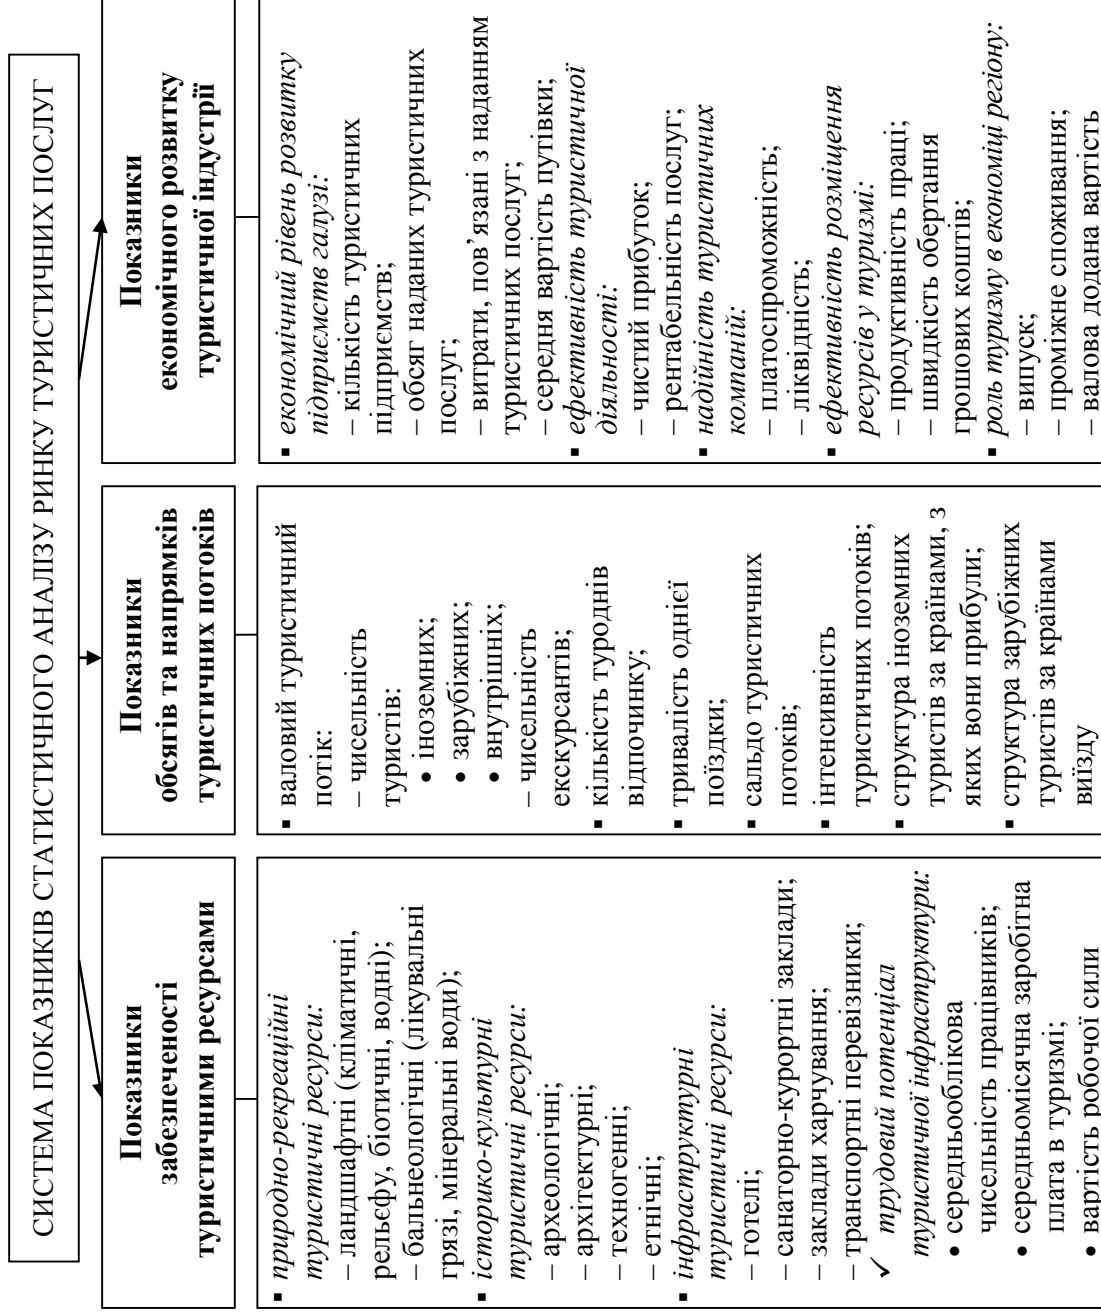 СИСТЕМА ПОКАЗНИКІВ СТАТИСТИЧНОГО АНАЛІЗУ РИНКУ ТУРИСТИЧНИХ ПОСЛУГ
Показники
забезпеченості
туристичними ресурсами
▪ природно-рекреаційні
туристичні ресурси:
– ландшафтні (кліматичні,
рельєфу, біотичні, водні);
– бальнеологічні (лікувальні
грязі, мінеральні води);
▪ історико-культурні
туристичні ресурси:
– археологічні;
– архітектурні;
– техногенні;
– етнічні;
▪ інфраструктурні
туристичні ресурси:
– готелі;
– санаторно-курортні заклади;
– заклади харчування;
– транспортні перевізники;
✓ трудовий потенціал
туристичної інфраструктури:
• середньооблікова
чисельність працівників;
• середньомісячна заробітна
плата в туризмі;
• вартість робочої сили
Показники
обсягів та напрямків
туристичних потоків
▪ валовий туристичний
потік:
– чисельність
туристів:
• іноземних;
• зарубіжних;
• внутрішніх;
– чисельність
екскурсантів;
▪ кількість туроднів
відпочинку;
▪ тривалість однієї
поїздки;
▪ сальдо туристичних
потоків;
▪ інтенсивність
туристичних потоків;
▪ структура іноземних
туристів за країнами, з
яких вони прибули;
▪ структура зарубіжних
туристів за країнами
виїзду
Показники
економічного розвитку
туристичної індустрії
▪ економічний рівень розвитку
підприємств галузі:
– кількість туристичних
підприємств;
– обсяг наданих туристичних
послуг;
– витрати, пов’язані з наданням
туристичних послуг;
– середня вартість путівки;
▪ ефективність туристичної
діяльності:
– чистий прибуток;
– рентабельність послуг;
▪ надійність туристичних
компаній:
– платоспроможність;
– ліквідність;
▪ ефективність розміщення
ресурсів у туризмі:
– продуктивність праці;
– швидкість обертання
грошових коштів;
▪ роль туризму в економіці регіону:
– випуск;
– проміжне споживання;
– валова додана вартість